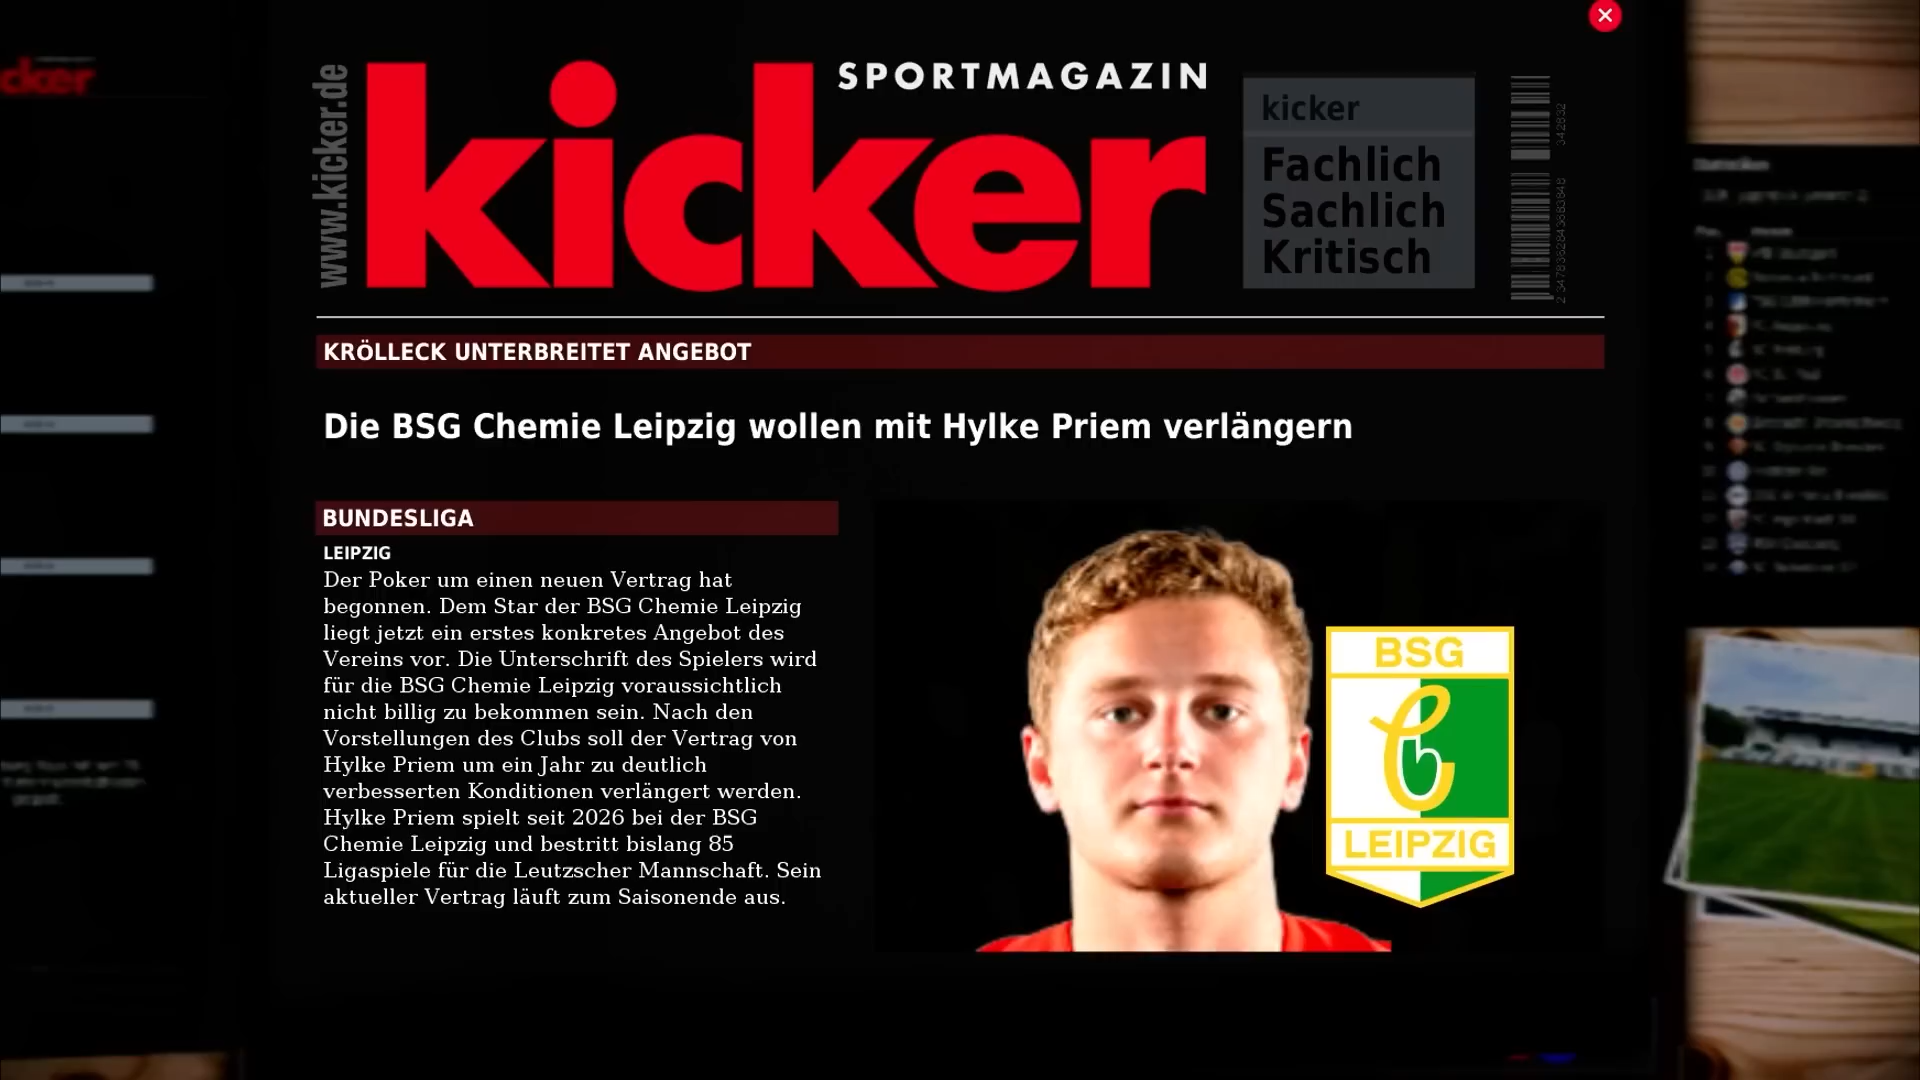 www.kicker.de
kicker
SPORTMAGAZIN
kicker
Fachlich
Sachlich
Kritisch
342832
KRÖLLECK UNTERBREITET ANGEBOT
Die BSG Chemie Leipzig wollen mit Hylke Priem verlängern
BUNDESLIGA
LEIPZIG
Der Poker um einen neuen Vertrag hat
begonnen. Dem Star der BSG Chemie Leipzig
liegt jetzt ein erstes konkretes Angebot des
Vereins vor. Die Unterschrift des Spielers wird
für die BSG Chemie Leipzig voraussichtlich
nicht billig zu bekommen sein. Nach den
Vorstellungen des Clubs soll der Vertrag von
Hylke Priem um ein Jahr zu deutlich
verbesserten Konditionen verlängert werden.
Hylke Priem spielt seit 2026 bei der BSG
Chemie Leipzig und bestritt bislang 85
Ligaspiele für die Leutzscher Mannschaft. Sein
aktueller Vertrag läuft zum Saisonende aus.
BSG
LEIPZIG